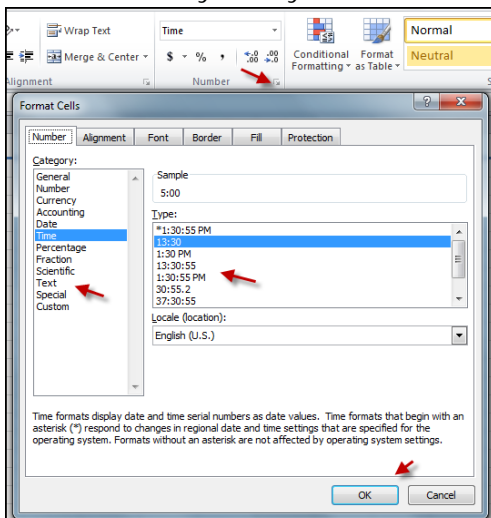 Wrap Text
Time
Normal
Merge & Center
$ % , .0 .00 .00 .0
Conditional Formatting
Format as Table
Neutral
Alignment
Number
Format Cells
Number Alignment Font Border Fill Protection
Category:
General
Number
Currency
Accounting
Date
Time
Percentage
Fraction
Scientific
Text
Special
Custom
Sample
5:00
Type:
*1:30:55 PM
13:30
1:30 PM
13:30:55
1:30:55 PM
30:55.2
37:30:55
Locale (location):
English (U.S.)
Time formats display date and time serial numbers as date values. Time formats that begin with an
asterisk (*) respond to changes in regional date and time settings that are specified for the
operating system. Formats without an asterisk are not affected by operating system settings.
OK Cancel